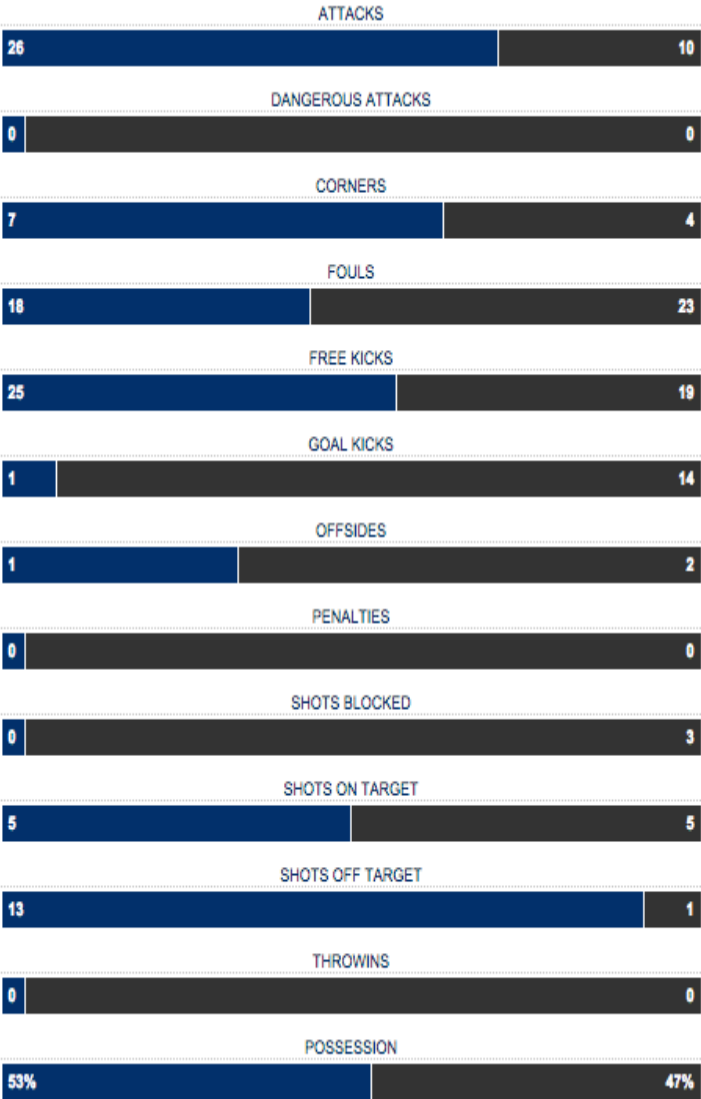 ATTACKS
26 10
DANGEROUS ATTACKS
0 0
CORNERS
7 4
FOULS
18 23
FREE KICKS
25 19
GOAL KICKS
1 14
OFFSIDES
1 2
PENALTIES
0 0
SHOTS BLOCKED
0 3
SHOTS ON TARGET
5 5
SHOTS OFF TARGET
13 1
THROWINS
0 0
POSSESSION
53% 47%